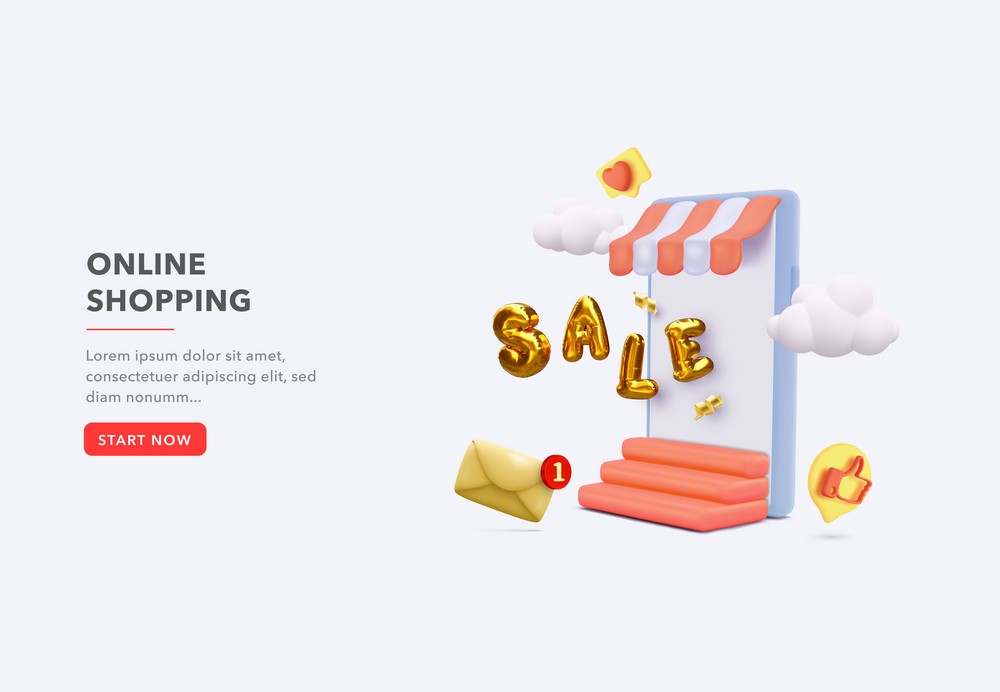 ONLINE
SHOPPING
Lorem ipsum dolor sit amet,
consectetuer adipiscing elit, sed
diam nonumm...
START NOW
SALE
1